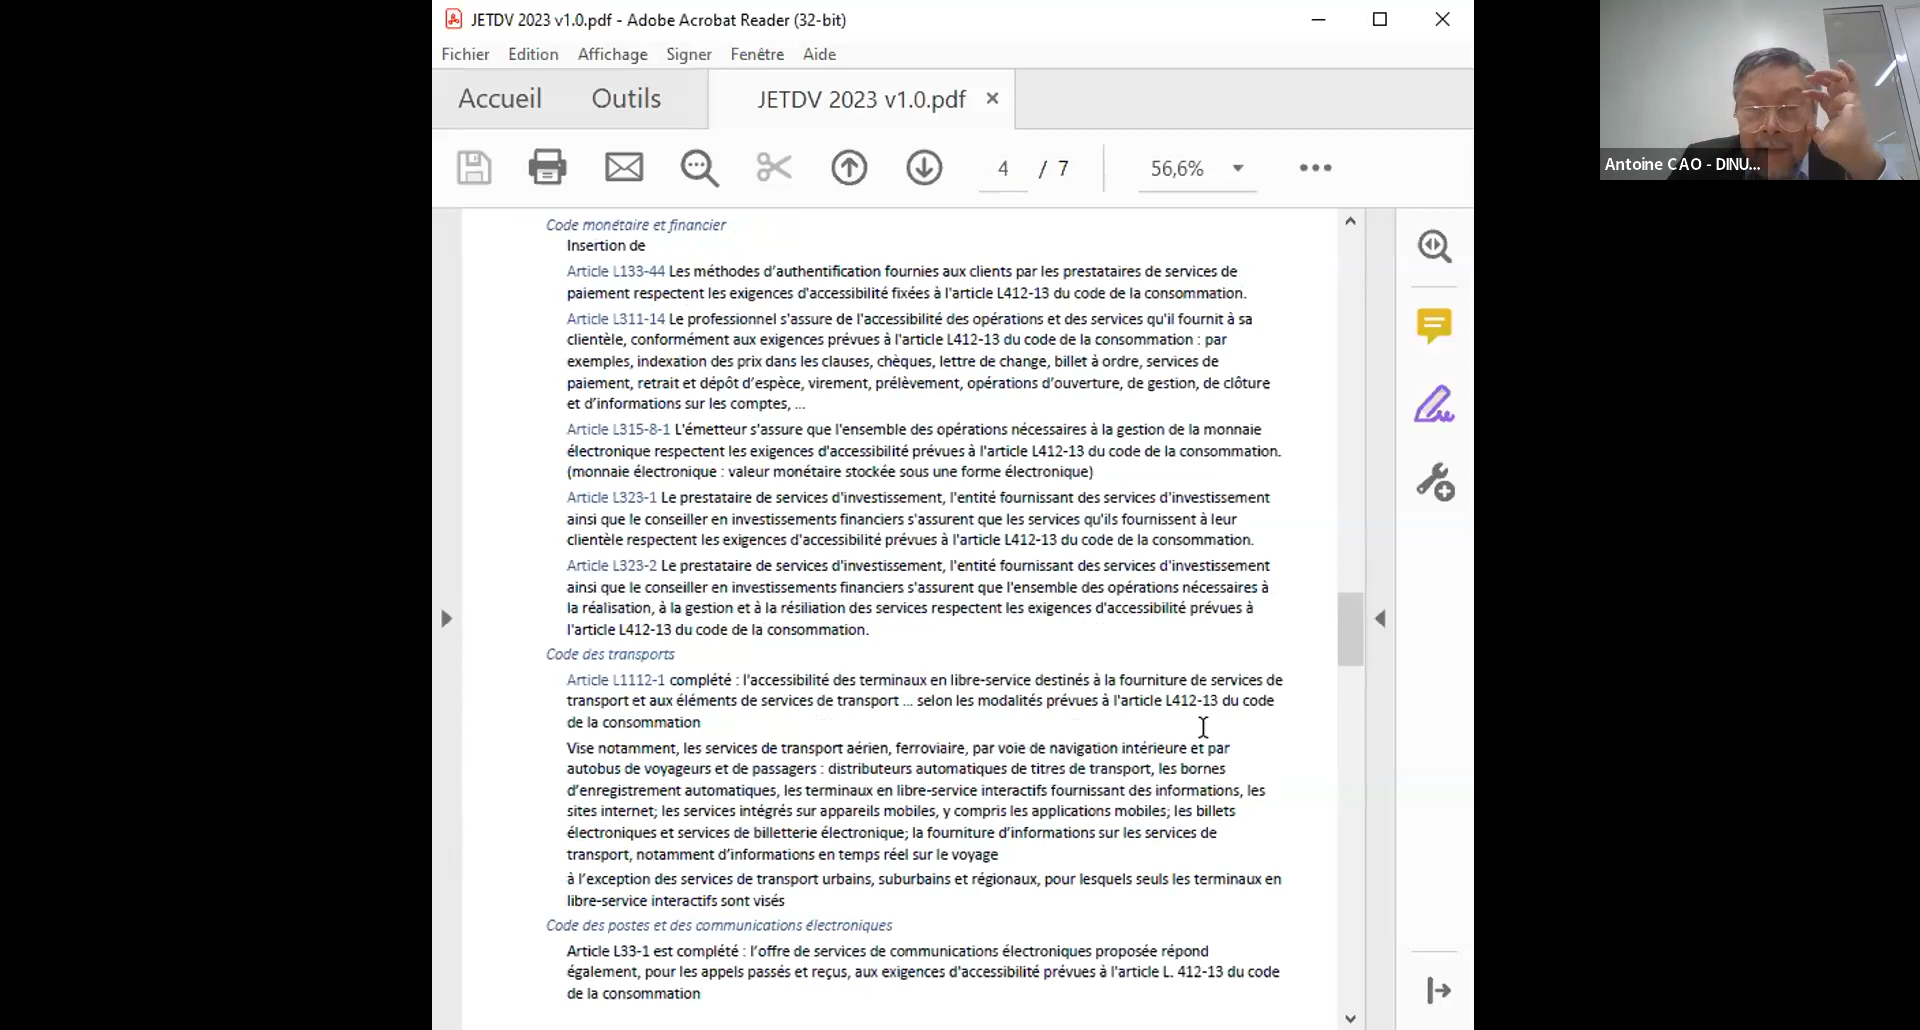 JETDV 2023 v1.0.pdf - Adobe Acrobat Reader (32-bit)
Fichier Edition Affichage Signer Fenêtre Aide
Accueil Outils JETDV 2023 v1.0.pdf ×
4 / 7 56,6%
Code monétaire et financier
Insertion de
Article L133-44 Les méthodes d’authentification fournies aux clients par les prestataires de services de
paiement respectent les exigences d'accessibilité fixées à l'article L412-13 du code de la consommation.
Article L311-14 Le professionnel s'assure de l'accessibilité des opérations et des services qu'il fournit à sa
clientèle, conformément aux exigences prévues à l'article L412-13 du code de la consommation : par
exemples, indexation des prix dans les clauses, chèques, lettre de change, billet à ordre, services de
paiement, retrait et dépôt d’espèce, virement, prélèvement, opérations d’ouverture, de gestion, de clôture
et d’informations sur les comptes, ...
Article L315-8-1 L'émetteur s'assure que l'ensemble des opérations nécessaires à la gestion de la monnaie
électronique respectent les exigences d'accessibilité prévues à l'article L412-13 du code de la consommation.
(monnaie électronique : valeur monétaire stockée sous une forme électronique)
Article L323-1 Le prestataire de services d'investissement, l'entité fournissant des services d'investissement
ainsi que le conseiller en investissements financiers s'assurent que les services qu'ils fournissent à leur
clientèle respectent les exigences d'accessibilité prévues à l'article L412-13 du code de la consommation.
Article L323-2 Le prestataire de services d'investissement, l'entité fournissant des services d'investissement
ainsi que le conseiller en investissements financiers s'assurent que l'ensemble des opérations nécessaires à
la réalisation, à la gestion et à la résiliation des services respectent les exigences d'accessibilité prévues à
l'article L412-13 du code de la consommation.
Code des transports
Article L1112-1 complété : l'accessibilité des terminaux en libre-service destinés à la fourniture de services de
transport et aux éléments de services de transport ... selon les modalités prévues à l'article L412-13 du code
de la consommation
Vise notamment, les services de transport aérien, ferroviaire, par voie de navigation intérieure et par
autobus de voyageurs et de passagers : distributeurs automatiques de titres de transport, les bornes
d’enregistrement automatiques, les terminaux en libre-service interactifs fournissant des informations, les
sites internet; les services intégrés sur appareils mobiles, y compris les applications mobiles; les billets
électroniques et services de billetterie électronique; la fourniture d’informations sur les services de
transport, notamment d’informations en temps réel sur le voyage
à l’exception des services de transport urbains, suburbains et régionaux, pour lesquels seuls les terminaux en
libre-service interactifs sont visés
Code des postes et des communications électroniques
Article L33-1 est complété : l’offre de services de communications électroniques proposée répond
également, pour les appels passés et reçus, aux exigences d'accessibilité prévues à l'article L. 412-13 du code
de la consommation
Antoine CAO - DINU...